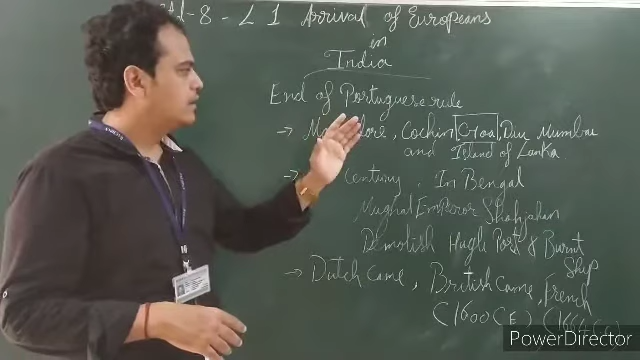 -8 - L 1 Arrival of Europeans
in
India
End of Portuguese rule
→ Cochin, Goa, Diu Mumbai
and Island of Lanka
→ Century. In Bengal
Mughal Emperor Shahjahan
Demolish Hugli Port & Burnt
Ship
→ Dutch Came, British Came, French
(1600 CE)
PowerDirector